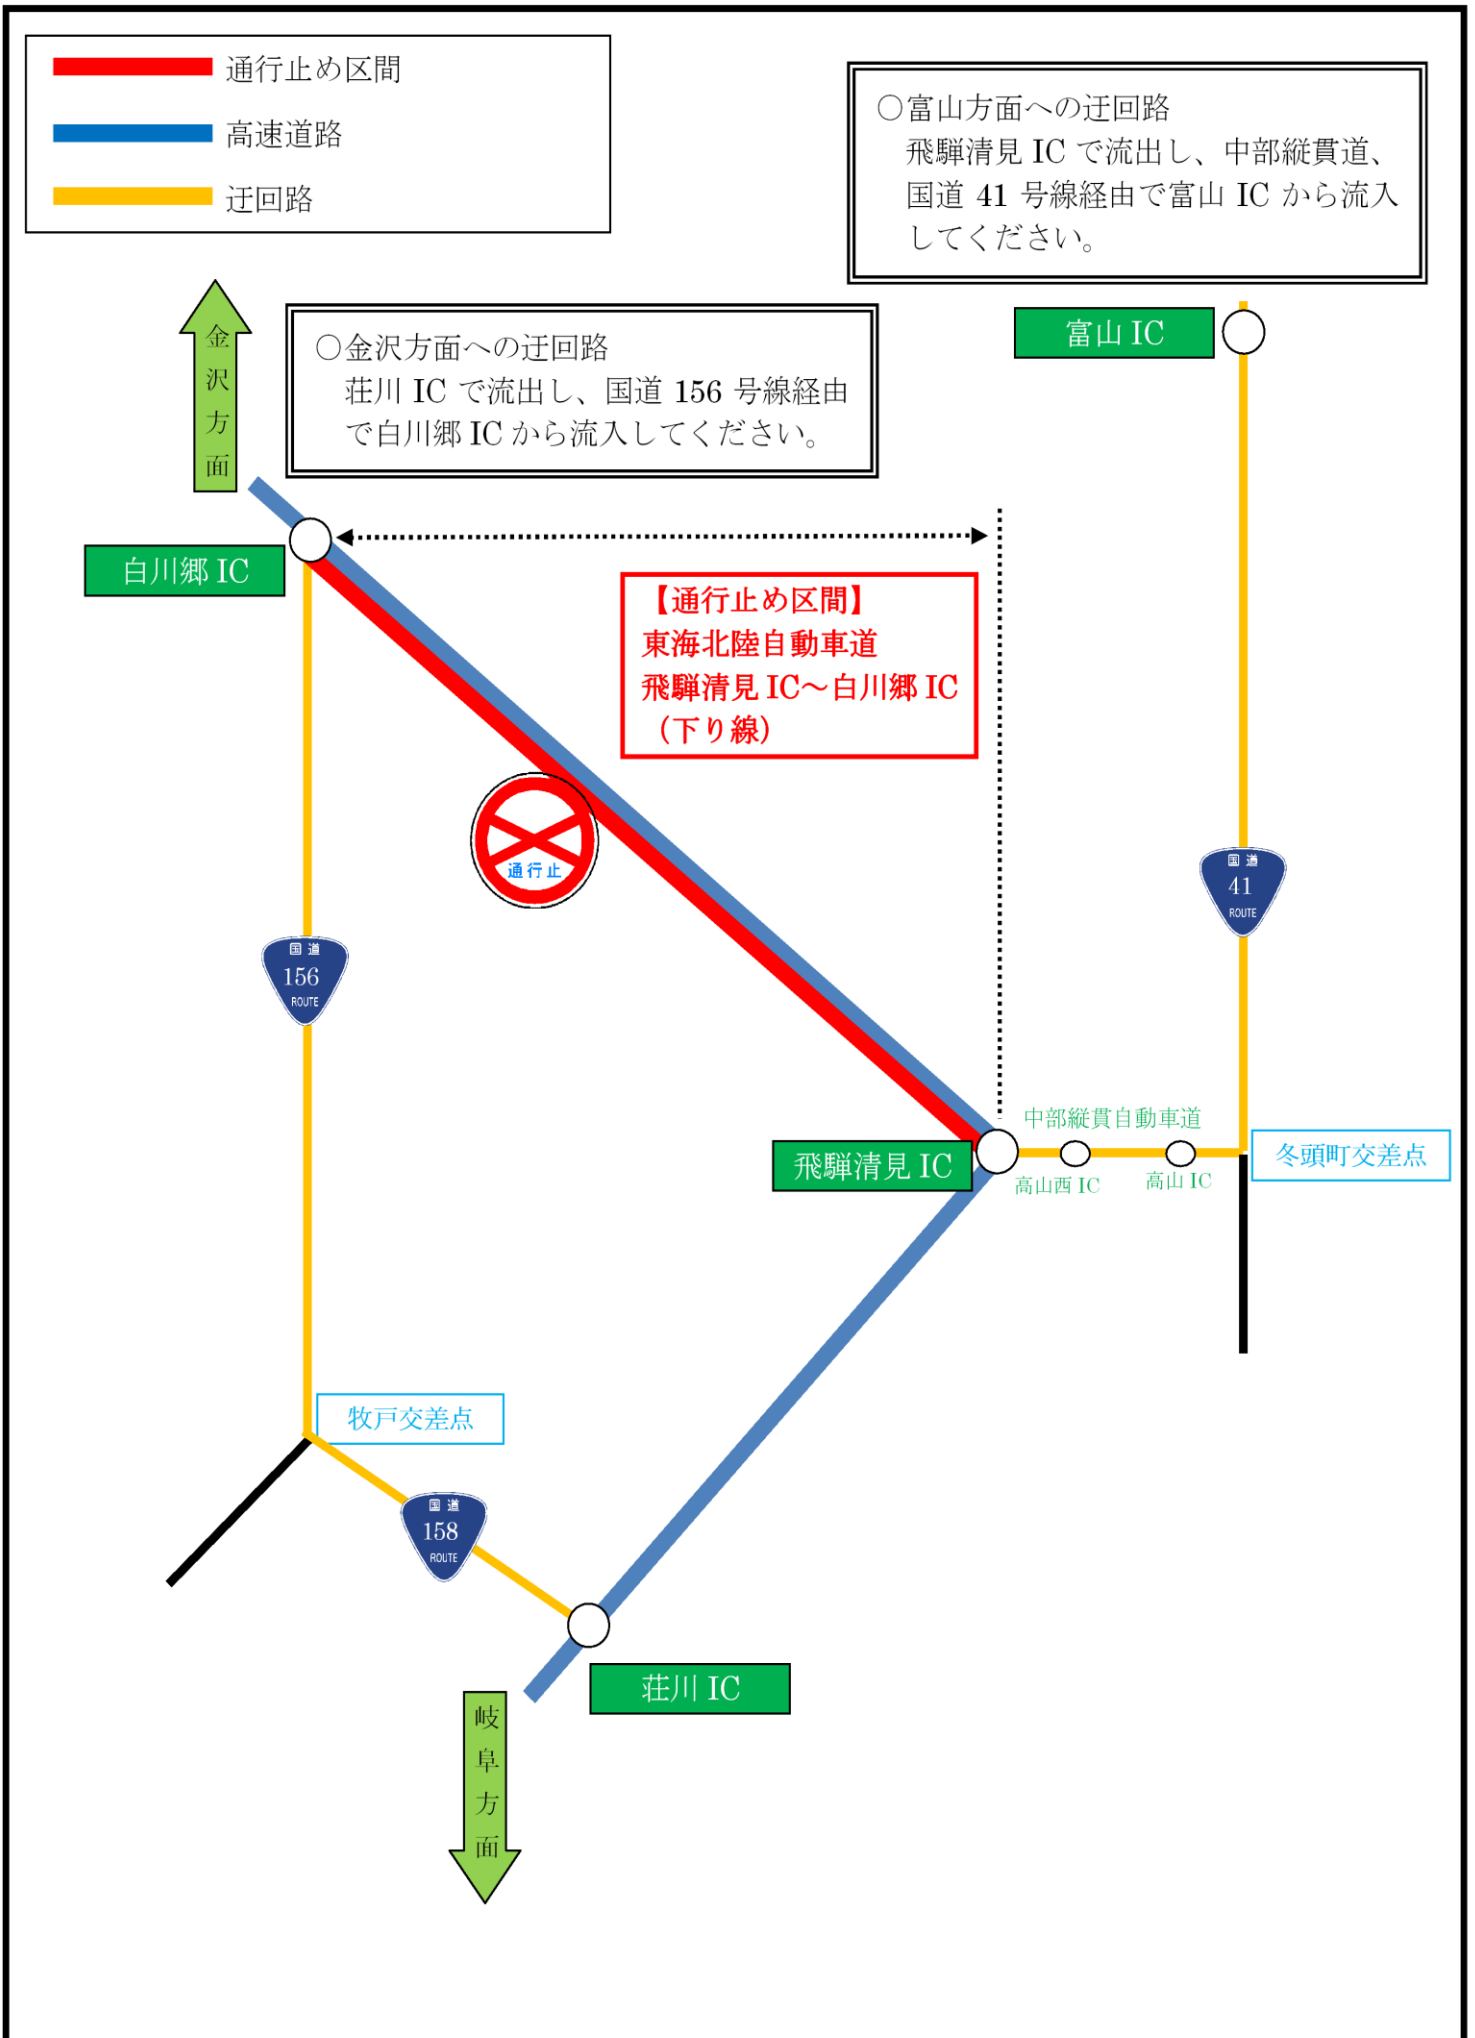 通行止め区間
高速道路
迂回路
○富山方面への迂回路
飛騨清見 IC で流出し、中部縦貫道、
国道 41 号線経由で富山 IC から流入
してください。
金沢方面
○金沢方面への迂回路
荘川 IC で流出し、国道 156 号線経由
で白川郷 IC から流入してください。
富山 IC
白川郷 IC
【通行止め区間】
東海北陸自動車道
飛騨清見 IC～白川郷 IC
（下り線）
通行止
国道
41
ROUTE
国道
156
ROUTE
中部縦貫自動車道
飛騨清見 IC
高山西 IC
高山 IC
冬頭町交差点
牧戸交差点
国道
158
ROUTE
荘川 IC
岐阜方面